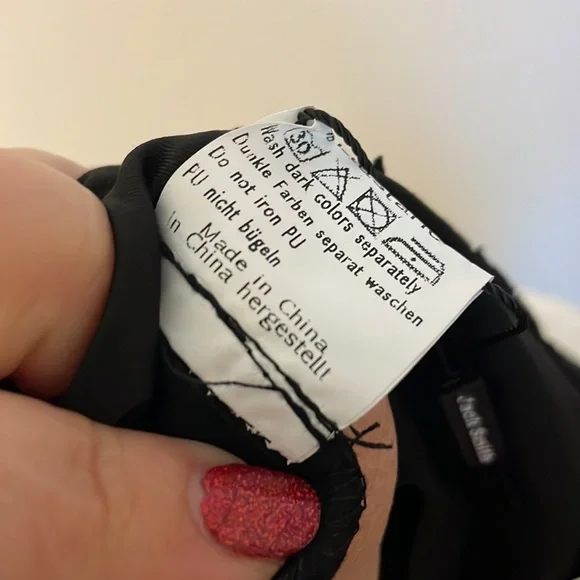 30
Wash dark colors separately
Dunkle Farben separat waschen
Do not iron PU
PU nicht bügeln
Made in China
in China hergestellt